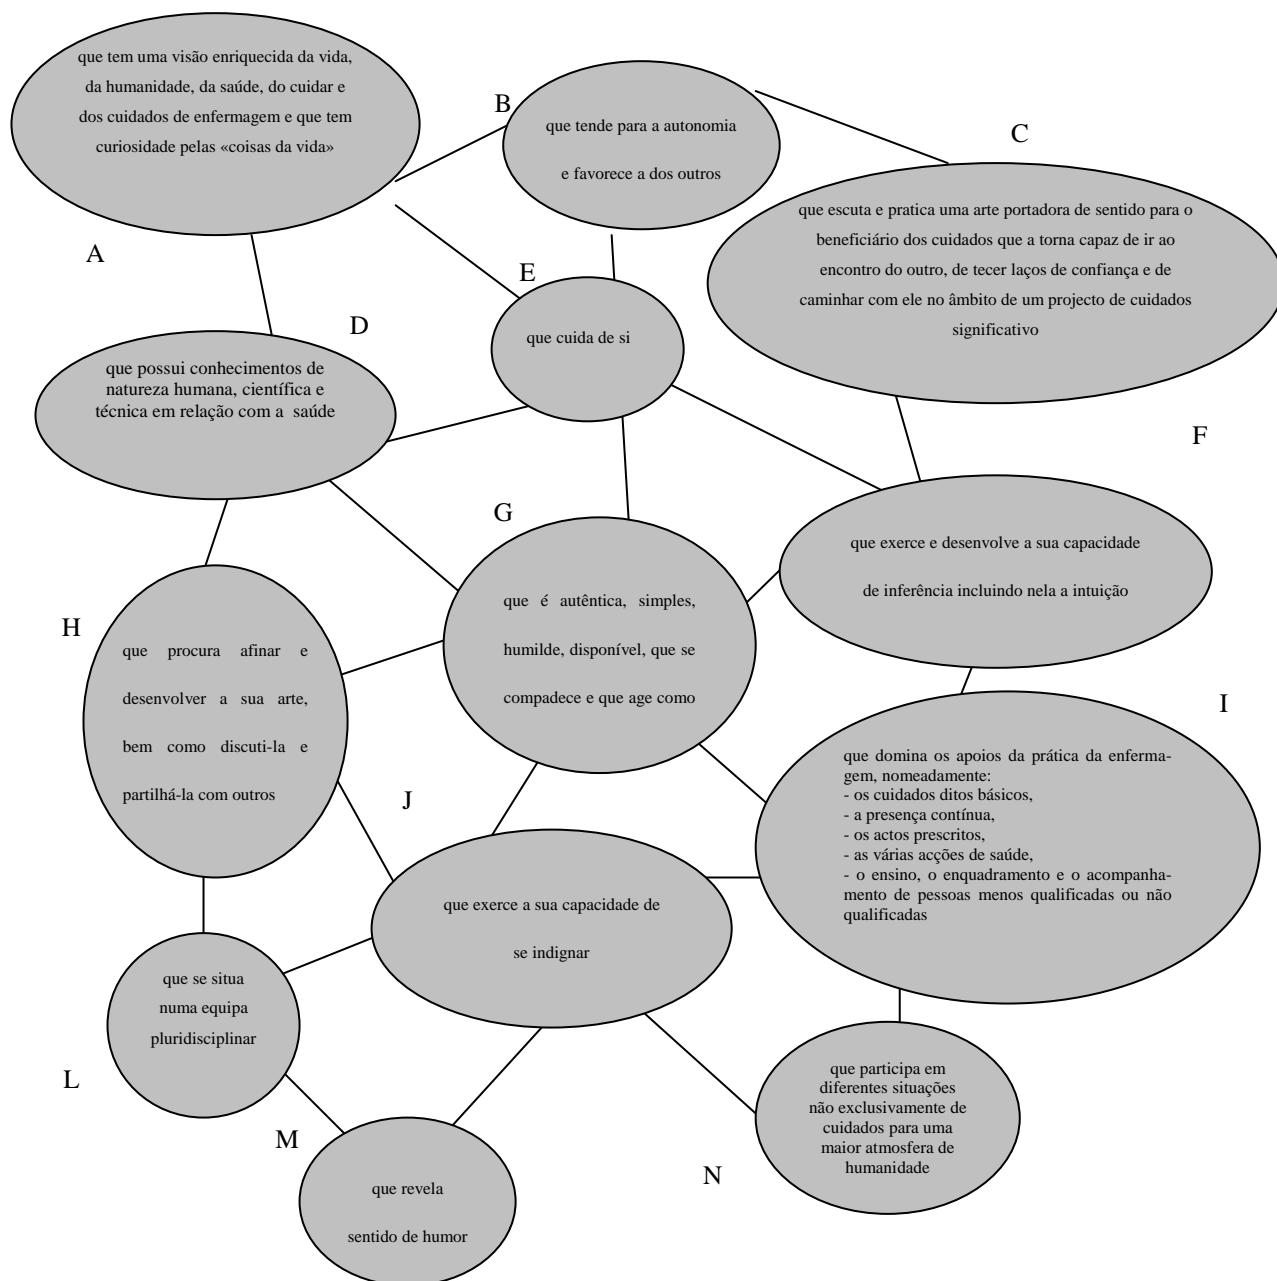 que tem uma visão enriquecida da vida,
da humanidade, da saúde, do cuidar e
dos cuidados de enfermagem e que tem
curiosidade pelas «coisas da vida»
A
B
que tende para a autonomia
e favorece a dos outros
C
que escuta e pratica uma arte portadora de sentido para o
beneficiário dos cuidados que a torna capaz de ir ao
encontro do outro, de tecer laços de confiança e de
caminhar com ele no âmbito de um projecto de cuidados
significativo
D
que possui conhecimentos de
natureza humana, científica e
técnica em relação com a saúde
E
que cuida de si
F
que exerce e desenvolve a sua capacidade
de inferência incluindo nela a intuição
G
que é autêntica, simples,
humilde, disponível, que se
compadece e que age como
H
que procura afinar e
desenvolver a sua arte,
bem como discuti-la e
partilhá-la com outros
I
que domina os apoios da prática da enferma-
gem, nomeadamente:
- os cuidados ditos básicos,
- a presença contínua,
- os actos prescritos,
- as várias acções de saúde,
- o ensino, o enquadramento e o acompanha-
mento de pessoas menos qualificadas ou não
qualificadas
J
que exerce a sua capacidade de
se indignar
que se situa
numa equipa
pluridisciplinar
L
M
que revela
sentido de humor
N
que participa em
diferentes situações
não exclusivamente de
cuidados para uma
maior atmosfera de
humanidade